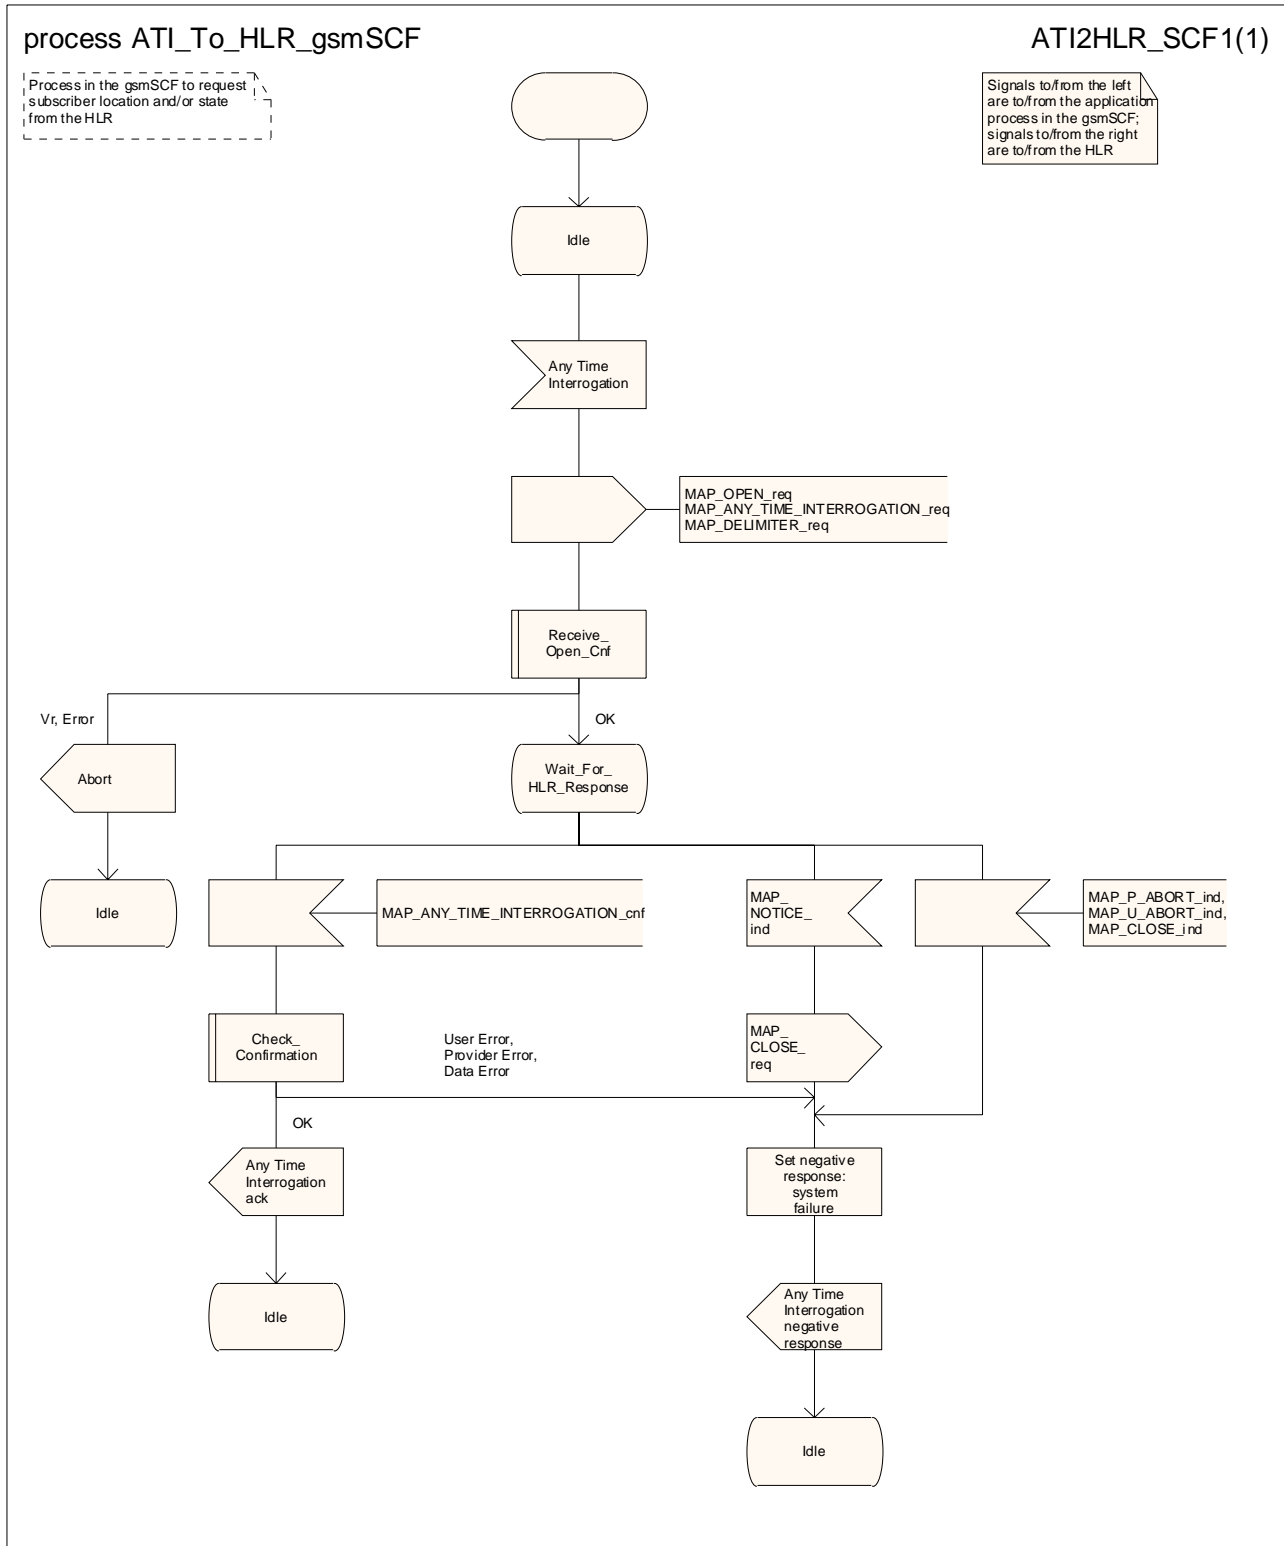 process ATI_To_HLR_gsmSCF
ATI2HLR_SCF1(1)
Process in the gsmSCF to request
subscriber location and/or state
from the HLR
Signals to/from the left
are to/from the application
process in the gsmSCF;
signals to/from the right
are to/from the HLR
Idle
Any Time
Interrogation
MAP_OPEN_req
MAP_ANY_TIME_INTERROGATION_req
MAP_DELIMITER_req
Receive_
Open_Cnf
Vr, Error
OK
Abort
Wait_For_
HLR_Response
Idle
MAP_ANY_TIME_INTERROGATION_cnf
MAP_
NOTICE_
ind
MAP_P_ABORT_ind,
MAP_U_ABORT_ind,
MAP_CLOSE_ind
Check_
Confirmation
User Error,
Provider Error,
Data Error
MAP_
CLOSE_
req
OK
Any Time
Interrogation
ack
Set negative
response:
system
failure
Idle
Any Time
Interrogation
negative
response
Idle